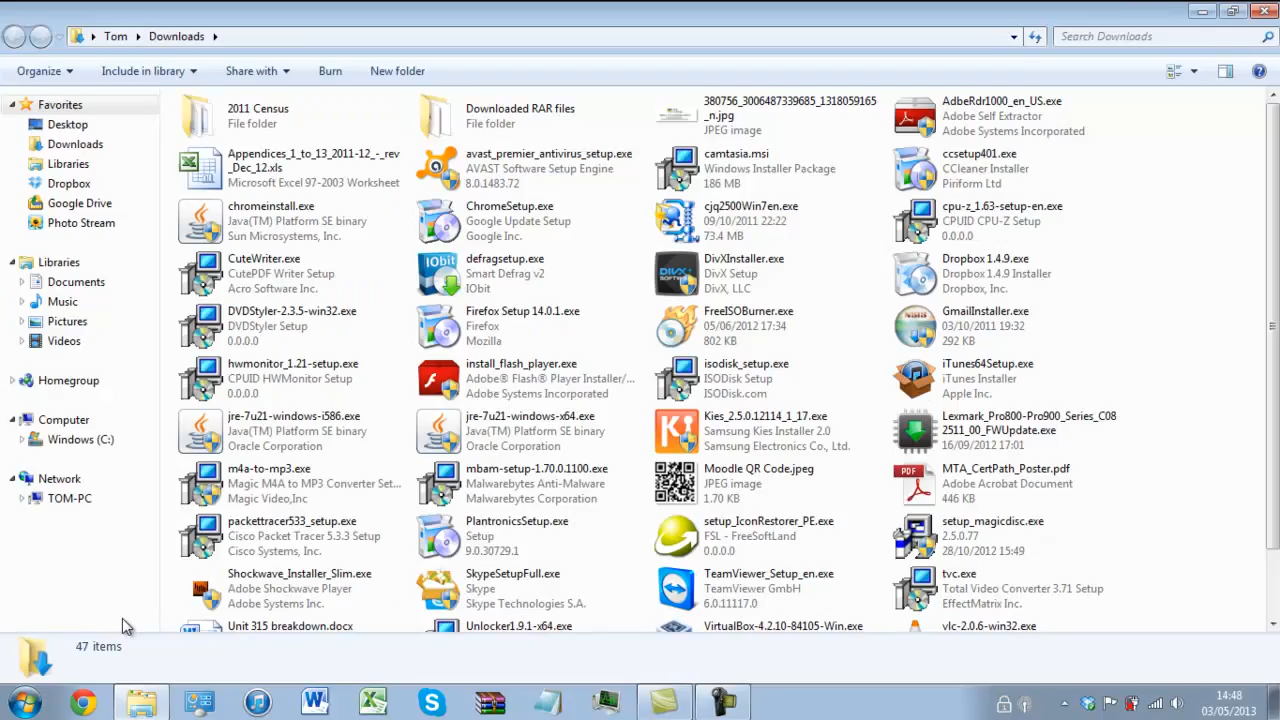 Tom Downloads
Search Downloads
Organize Include in library Share with Burn New folder
Favorites
Desktop
Downloads
Libraries
Dropbox
Google Drive
Photo Stream
Libraries
Documents
Music
Pictures
Videos
Homegroup
Computer
Windows (C:)
Network
TOM-PC
2011 Census
File folder
Downloaded RAR files
File folder
380756_3006487339685_1318059165
_n.jpg
JPEG image
AdbeRdr1000_en_US.exe
Adobe Self Extractor
Adobe Systems Incorporated
Appendices_1_to_13_2011-12_-_rev
_Dec_12.xls
Microsoft Excel 97-2003 Worksheet
avast_premier_antivirus_setup.exe
AVAST Software Setup Engine
8.0.1483.72
camtasia.msi
Windows Installer Package
186 MB
ccsetup401.exe
CCleaner Installer
Piriform Ltd
chromeinstall.exe
Java(TM) Platform SE binary
Sun Microsystems, Inc.
ChromeSetup.exe
Google Update Setup
Google Inc.
cjq2500Win7en.exe
09/10/2011 22:22
73.4 MB
cpu-z_1.63-setup-en.exe
CPUID CPU-Z Setup
0.0.0.0
CuteWriter.exe
CutePDF Writer Setup
Acro Software Inc.
IObit
defragsetup.exe
Smart Defrag v2
IObit
DivXInstaller.exe
DivX Setup
DivX, LLC
Dropbox 1.4.9.exe
Dropbox 1.4.9 Installer
Dropbox, Inc.
DVDStyler-2.3.5-win32.exe
DVDStyler Setup
0.0.0.0
Firefox Setup 14.0.1.exe
Firefox
Mozilla
FreeISOBurner.exe
05/06/2012 17:34
802 KB
GmailInstaller.exe
03/10/2011 19:32
292 KB
hwmonitor_1.21-setup.exe
CPUID HWMonitor Setup
0.0.0.0
install_flash_player.exe
Adobe® Flash® Player Installer/...
Adobe Systems Incorporated
isodisk_setup.exe
ISODisk Setup
ISODisk.com
iTunes64Setup.exe
iTunes Installer
Apple Inc.
jre-7u21-windows-i586.exe
Java(TM) Platform SE binary
Oracle Corporation
jre-7u21-windows-x64.exe
Java(TM) Platform SE binary
Oracle Corporation
Kies_2.5.0.12114_1_17.exe
Samsung Kies Installer 2.0
Samsung Electronics Co., Ltd.
Lexmark_Pro800-Pro900_Series_C08
2511_00_FWUpdate.exe
16/09/2012 17:01
m4a-to-mp3.exe
Magic M4A to MP3 Converter Set...
Magic Video,Inc
mbam-setup-1.70.0.1100.exe
Malwarebytes Anti-Malware
Malwarebytes Corporation
Moodle QR Code.jpeg
JPEG image
1.70 KB
PDF
MTA_CertPath_Poster.pdf
Adobe Acrobat Document
446 KB
packettracer533_setup.exe
Cisco Packet Tracer 5.3.3 Setup
Cisco Systems, Inc.
PlantronicsSetup.exe
Setup
9.0.30729.1
setup_IconRestorer_PE.exe
FSL - FreeSoftLand
0.0.0.0
setup_magicdisc.exe
2.5.0.77
28/10/2012 15:49
Shockwave_Installer_Slim.exe
Adobe Shockwave Player
Adobe Systems Inc.
SkypeSetupFull.exe
Skype
Skype Technologies S.A.
TeamViewer_Setup_en.exe
TeamViewer GmbH
6.0.11117.0
tvc.exe
Total Video Converter 3.71 Setup
EffectMatrix Inc.
Unit 315 breakdown.docx
Unlocker1.9.1-x64.exe
VirtualBox-4.2.10-84105-Win.exe
vlc-2.0.6-win32.exe
47 items
14:48
03/05/2013